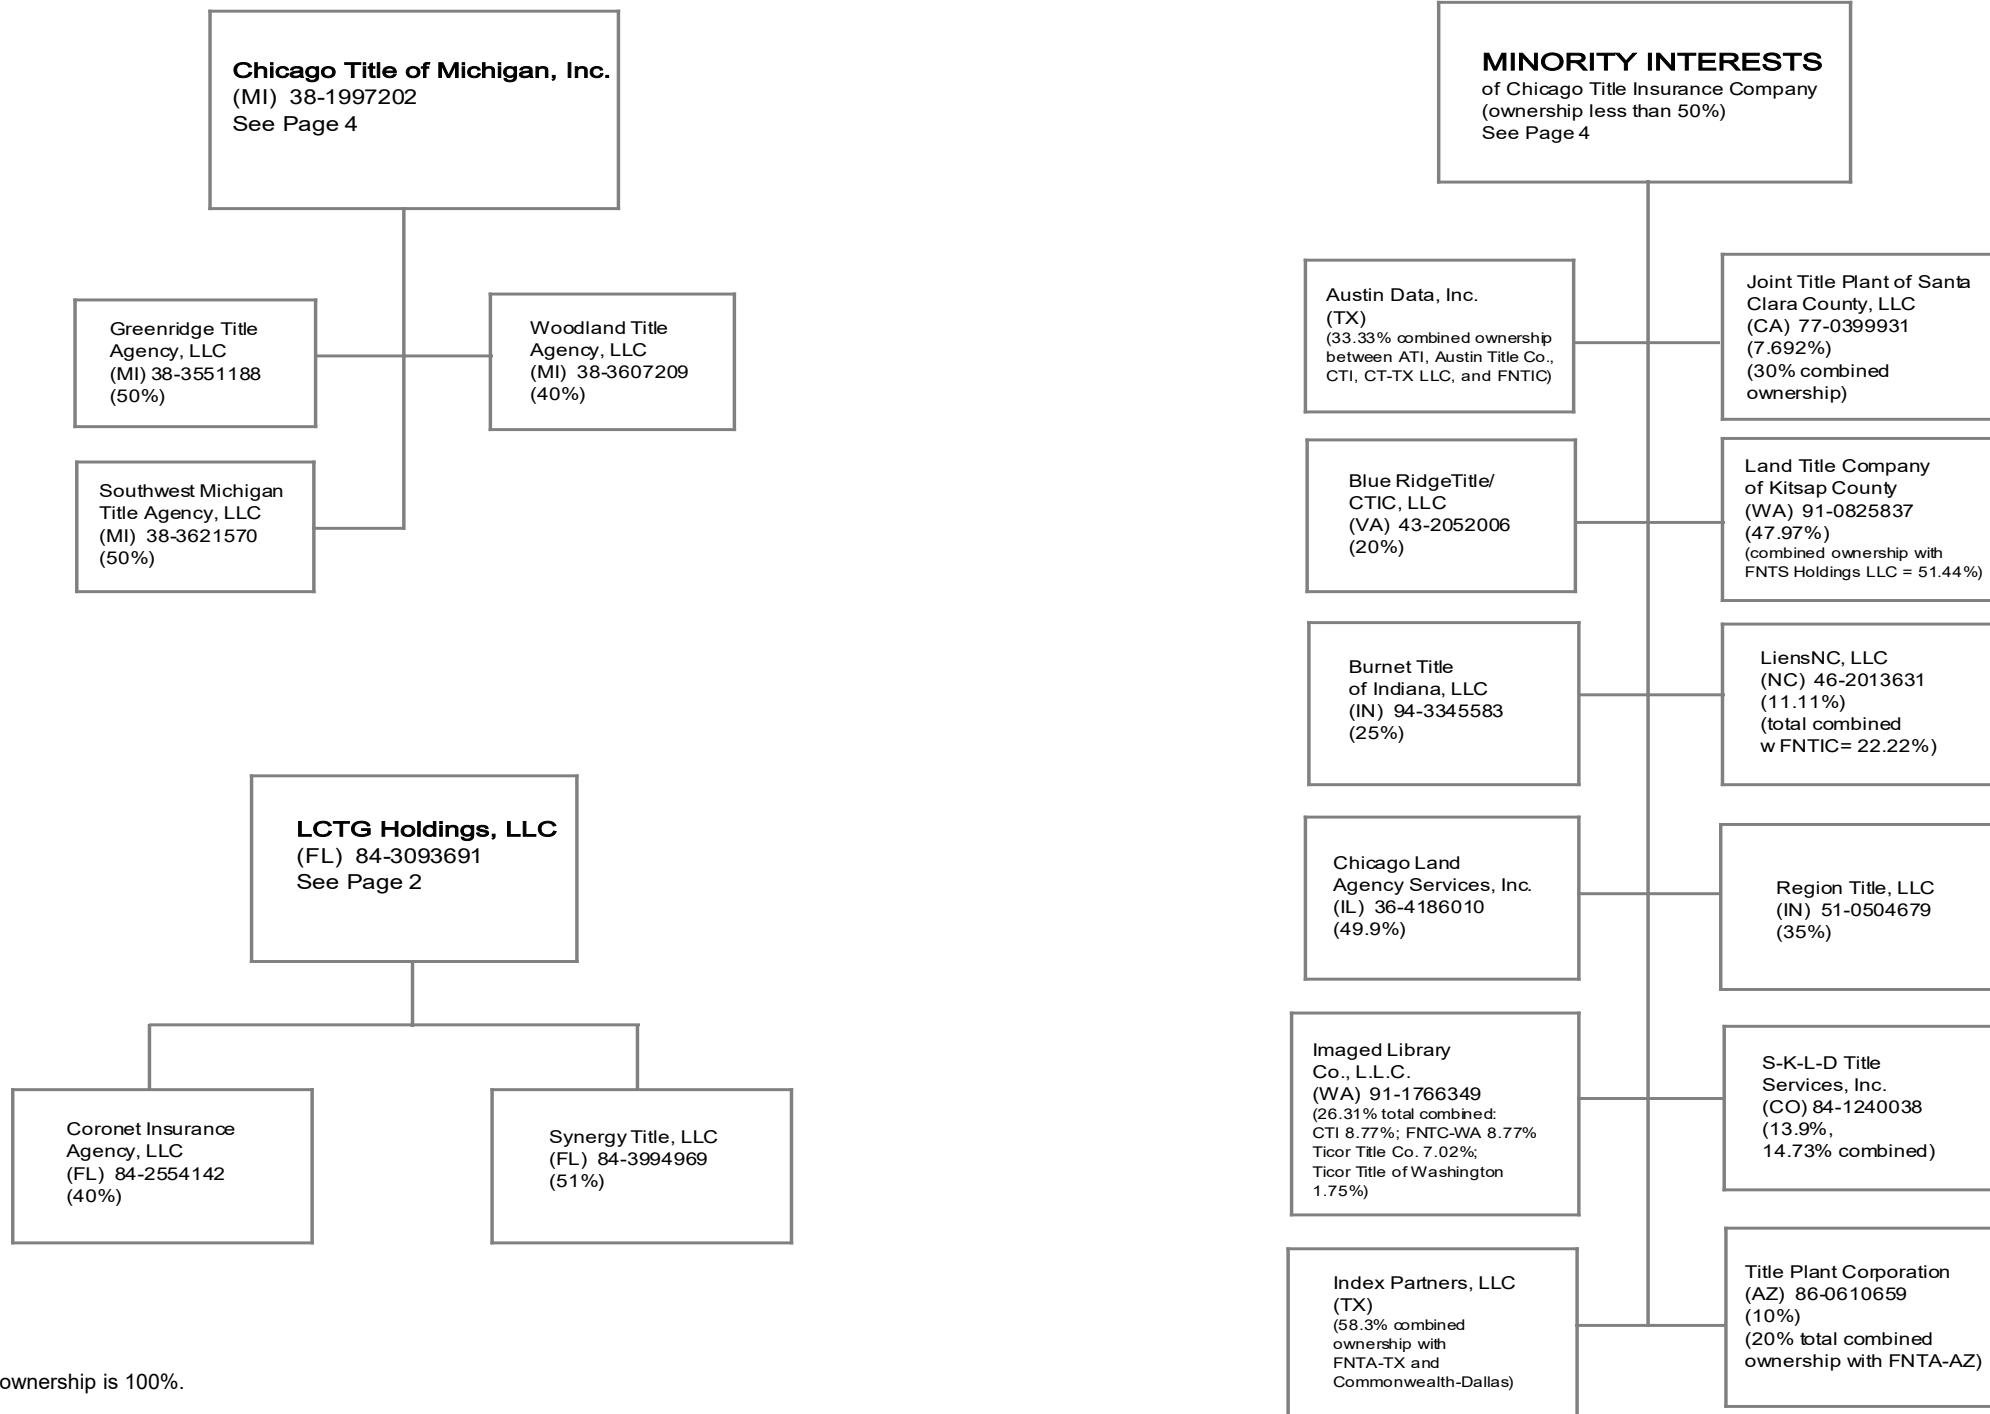 Chicago Title of Michigan, Inc.
(MI) 38-1997202
See Page 4
Greenridge Title
Agency, LLC
(MI) 38-3551188
(50%)
Woodland Title
Agency, LLC
(MI) 38-3607209
(40%)
Southwest Michigan
Title Agency, LLC
(MI) 38-3621570
(50%)
LCTG Holdings, LLC
(FL) 84-3093691
See Page 2
Coronet Insurance
Agency, LLC
(FL) 84-2554142
(40%)
Synergy Title, LLC
(FL) 84-3994969
(51%)
ownership is 100%.
MINORITY INTERESTS
of Chicago Title Insurance Company
(ownership less than 50%)
See Page 4
Austin Data, Inc.
(TX)
(33.33% combined ownership
between ATI, Austin Title Co.,
CTI, CT-TX LLC, and FNTIC)
Joint Title Plant of Santa
Clara County, LLC
(CA) 77-0399931
(7.692%)
(30% combined
ownership)
Blue RidgeTitle/
CTIC, LLC
(VA) 43-2052006
(20%)
Land Title Company
of Kitsap County
(WA) 91-0825837
(47.97%)
(combined ownership with
FNTS Holdings LLC = 51.44%)
Burnet Title
of Indiana, LLC
(IN) 94-3345583
(25%)
LiensNC, LLC
(NC) 46-2013631
(11.11%)
(total combined
w FNTIC= 22.22%)
Chicago Land
Agency Services, Inc.
(IL) 36-4186010
(49.9%)
Region Title, LLC
(IN) 51-0504679
(35%)
Imaged Library
Co., L.L.C.
(WA) 91-1766349
(26.31% total combined:
CTI 8.77%; FNTC-WA 8.77%
Ticor Title Co. 7.02%;
Ticor Title of Washington
1.75%)
S-K-L-D Title
Services, Inc.
(CO) 84-1240038
(13.9%,
14.73% combined)
Index Partners, LLC
(TX)
(58.3% combined
ownership with
FNTA-TX and
Commonwealth-Dallas)
Title Plant Corporation
(AZ) 86-0610659
(10%)
(20% total combined
ownership with FNTA-AZ)